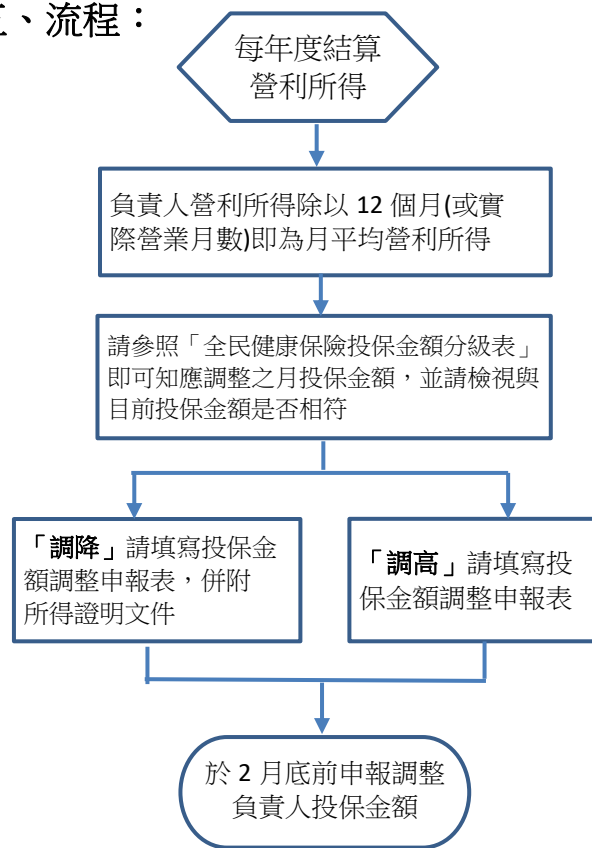 、流程：
每年度結算
營利所得
負責人營利所得除以 12 個月(或實
際營業月數)即為月平均營利所得
請參照「全民健康保險投保金額分級表」
即可知應調整之月投保金額，並請檢視與
目前投保金額是否相符
「調降」請填寫投保金
額調整申報表，併附
所得證明文件
「調高」請填寫投
保金額調整申報表
於 2 月底前申報調整
負責人投保金額